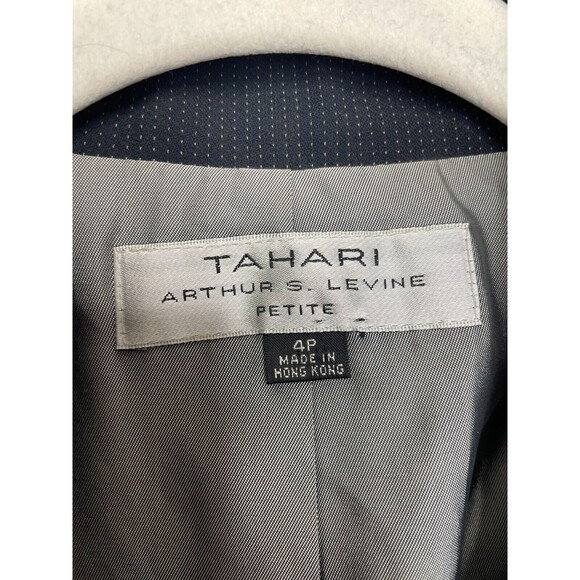 TAHARI
ARTHUR S. LEVINE
PETITE
4P
MADE IN
HONG KONG